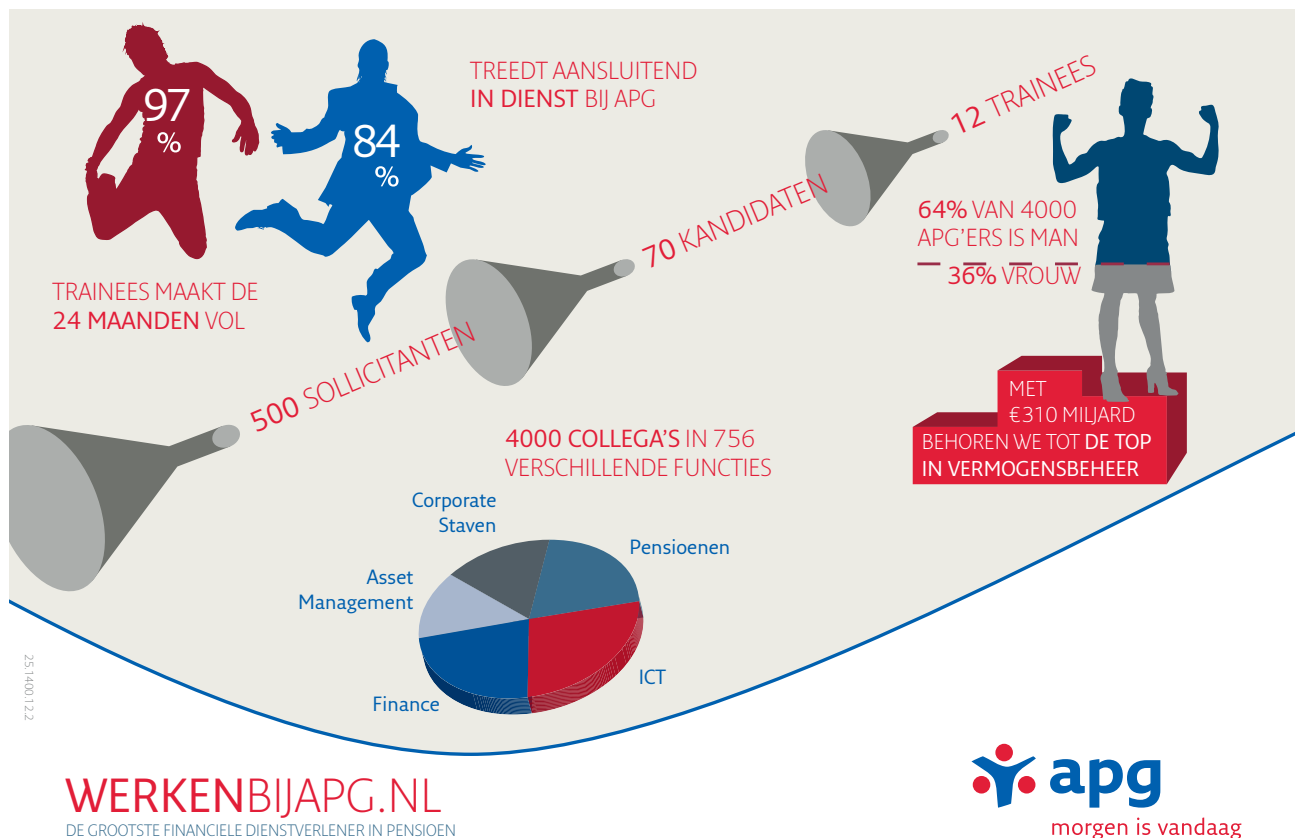 97
%
TRAINEES MAAKT DE
24 MAANDEN VOL
84
%
TREEDT AANSLUITEND
IN DIENST BIJ APG
500 SOLLICITANTEN
70 KANDIDATEN
12 TRAINEES
64% VAN 4000
APG'ERS IS MAN
36% VROUW
MET
€310 MILJARD
BEHOREN WE TOT DE TOP
IN VERMOGENSBEHEER
4000 COLLEGA'S IN 756
VERSCHILLENDE FUNCTIES
Corporate
Staven
Pensioenen
Asset
Management
ICT
Finance
25.1400.12.2
WERKENBIJAPG.NL
DE GROOTSTE FINANCIELE DIENSTVERLENER IN PENSIOEN
apg
morgen is vandaag